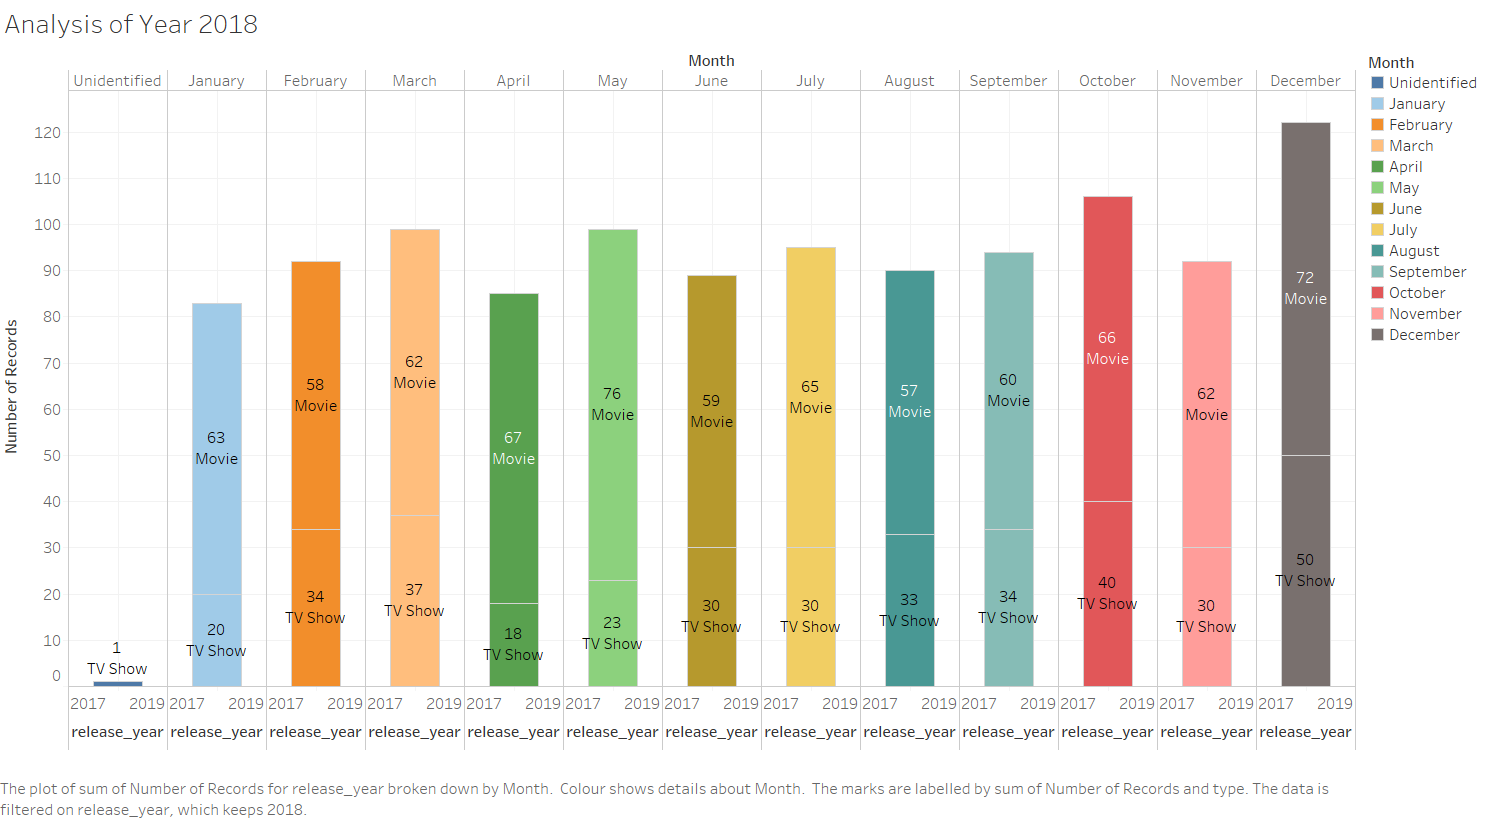 Analysis of Year 2018
Month
Unidentified January February March April May June July August September October November December
Number of Records
120
110
100
90
80
70
60
50
40
30
20
10
0
1
TV Show
63
Movie
20
TV Show
58
Movie
34
TV Show
62
Movie
37
TV Show
67
Movie
18
TV Show
76
Movie
23
TV Show
59
Movie
30
TV Show
65
Movie
30
TV Show
57
Movie
33
TV Show
60
Movie
34
TV Show
66
Movie
40
TV Show
62
Movie
30
TV Show
72
Movie
50
TV Show
2017 2019 2017 2019 2017 2019 2017 2019 2017 2019 2017 2019 2017 2019 2017 2019 2017 2019 2017 2019 2017 2019 2017 2019 2017 2019
release_year release_year release_year release_year release_year release_year release_year release_year release_year release_year release_year release_year release_year
Month
Unidentified
January
February
March
April
May
June
July
August
September
October
November
December
The plot of sum of Number of Records for release_year broken down by Month.  Colour shows details about Month.  The marks are labelled by sum of Number of Records and type. The data is
filtered on release_year, which keeps 2018.